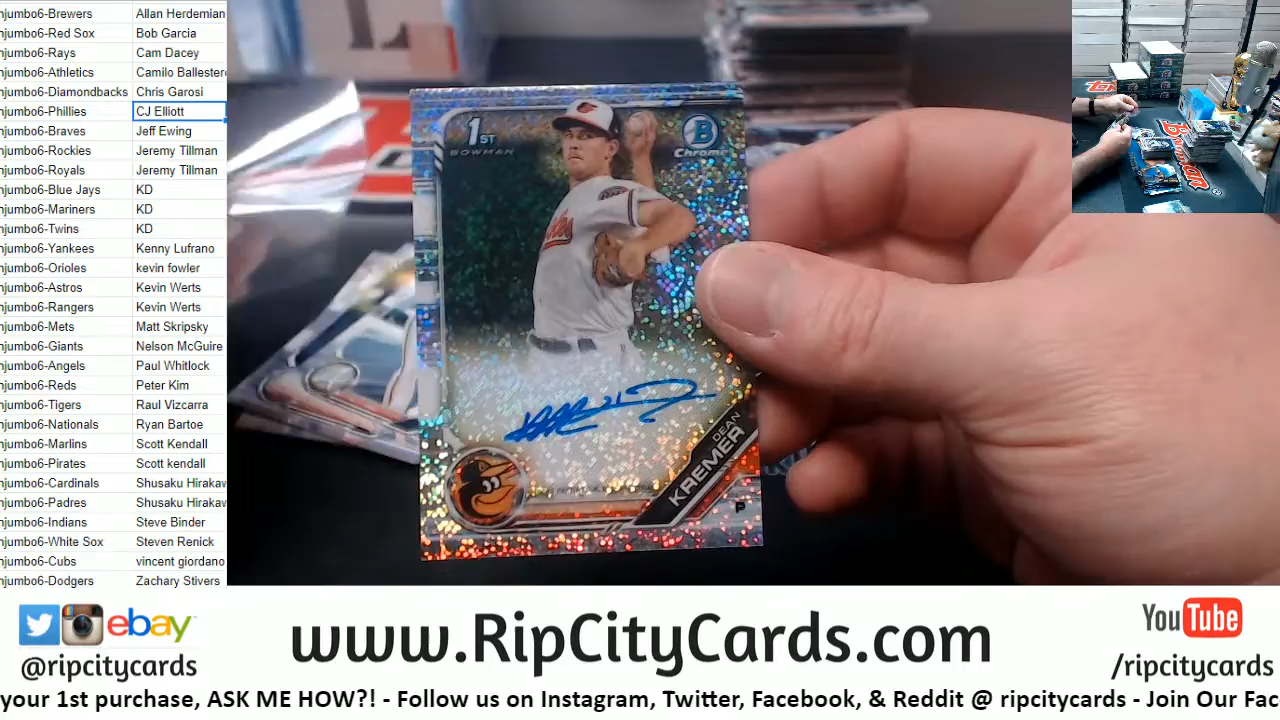 njumbo6-Brewers Allan Herdemian
njumbo6-Red Sox Bob Garcia
njumbo6-Rays Cam Dacey
njumbo6-Athletics Camilo Ballester
njumbo6-Diamondbacks Chris Garosi
njumbo6-Phillies CJ Elliott
njumbo6-Braves Jeff Ewing
njumbo6-Rockies Jeremy Tillman
njumbo6-Royals Jeremy Tillman
njumbo6-Blue Jays KD
njumbo6-Mariners KD
njumbo6-Twins KD
njumbo6-Yankees Kenny Lufrano
njumbo6-Orioles kevin fowler
njumbo6-Astros Kevin Werts
njumbo6-Rangers Kevin Werts
njumbo6-Mets Matt Skripsky
njumbo6-Giants Nelson McGuire
njumbo6-Angels Paul Whitlock
njumbo6-Reds Peter Kim
njumbo6-Tigers Raul Vizcarra
njumbo6-Nationals Ryan Bartoe
njumbo6-Marlins Scott Kendall
njumbo6-Pirates Scott kendall
njumbo6-Cardinals Shusaku Hirakaw
njumbo6-Padres Shusaku Hirakaw
njumbo6-Indians Steve Binder
njumbo6-White Sox Steven Renick
njumbo6-Cubs vincent giordano
njumbo6-Dodgers Zachary Stivers
1ST
BOWMAN
B
Chrome
DEAN
KREMER
P
Bowman
ebay
@ripcitycards
www.RipCityCards.com
YouTube
/ripcitycards
your 1st purchase, ASK ME HOW?! - Follow us on Instagram, Twitter, Facebook, & Reddit @ ripcitycards - Join Our Fac